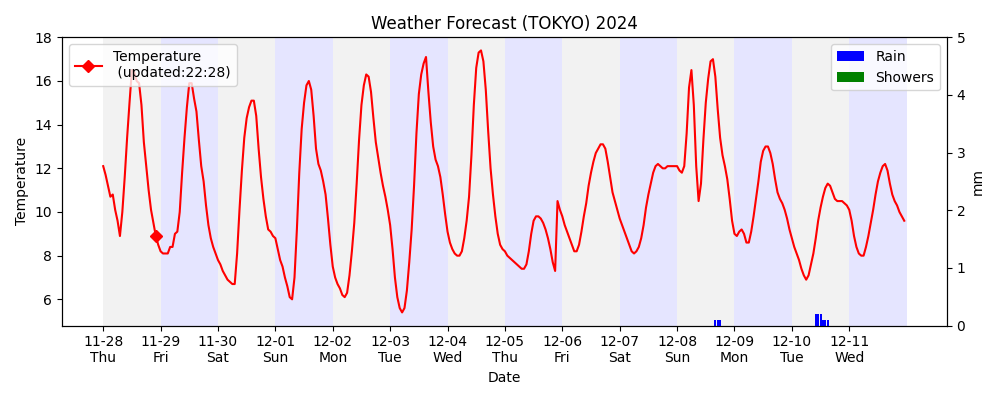 Weather Forecast (TOKYO) 2024
Temperature
(updated:22:28)
Rain
Showers
18
16
14
12
10
8
6
Temperature
5
4
3
2
1
0
mm
11-28 11-29 11-30 12-01 12-02 12-03 12-04 12-05 12-06 12-07 12-08 12-09 12-10 12-11
Thu Fri Sat Sun Mon Tue Wed Thu Fri Sat Sun Mon Tue Wed
Date